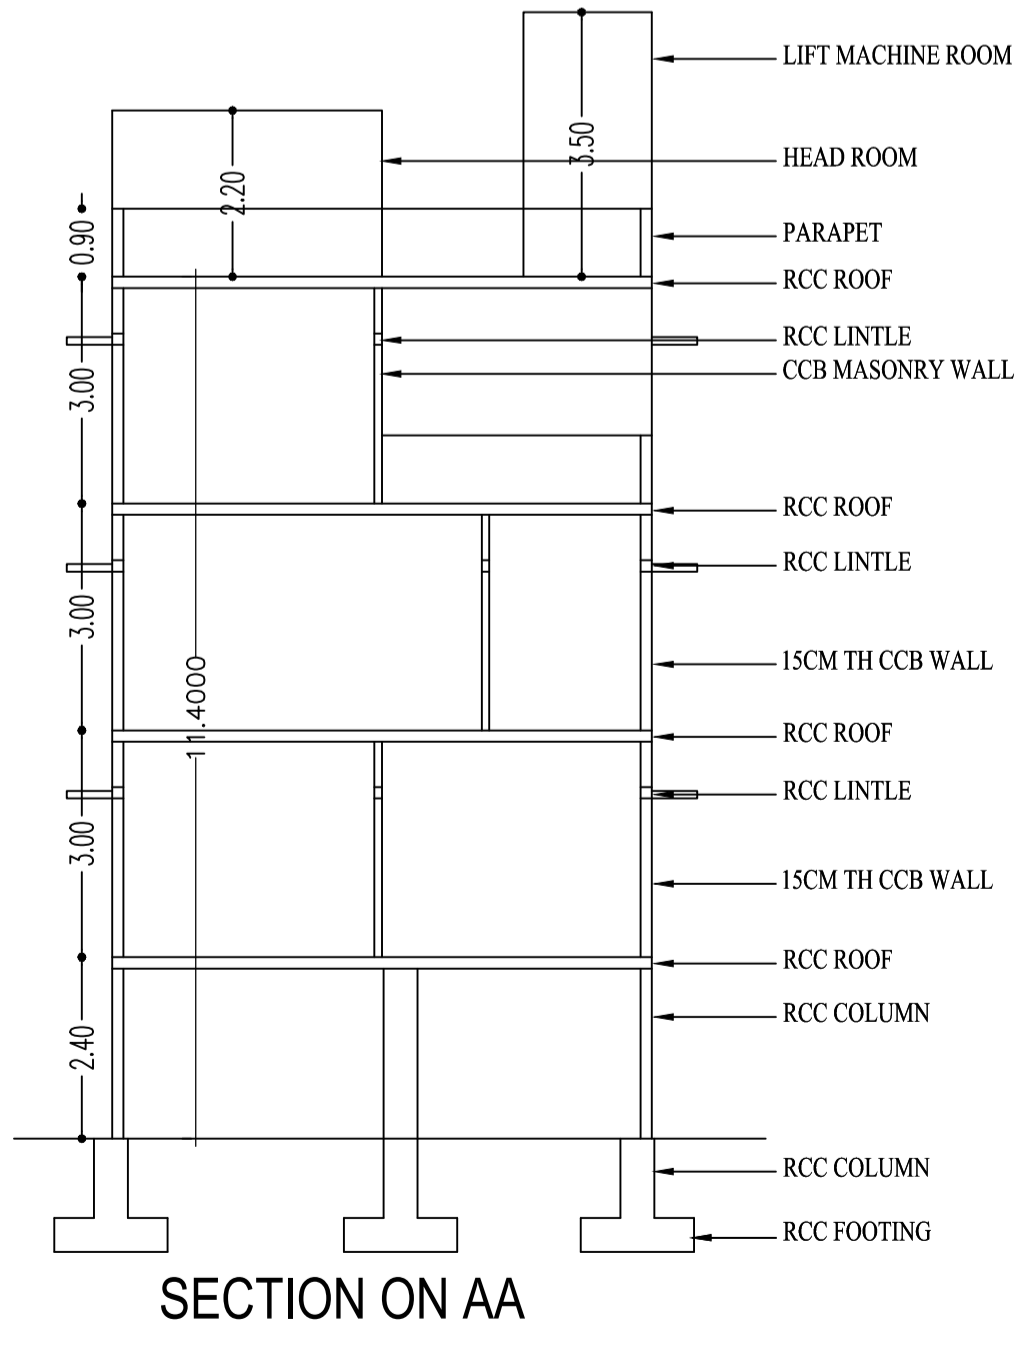 LIFT MACHINE ROOM
3.50
HEAD ROOM
2.20
0.90
PARAPET
RCC ROOF
RCC LINTLE
CCB MASONRY WALL
3.00
RCC ROOF
RCC LINTLE
3.00
15CM TH CCB WALL
11.4000
RCC ROOF
RCC LINTLE
3.00
15CM TH CCB WALL
RCC ROOF
RCC COLUMN
2.40
RCC COLUMN
RCC FOOTING
SECTION ON AA